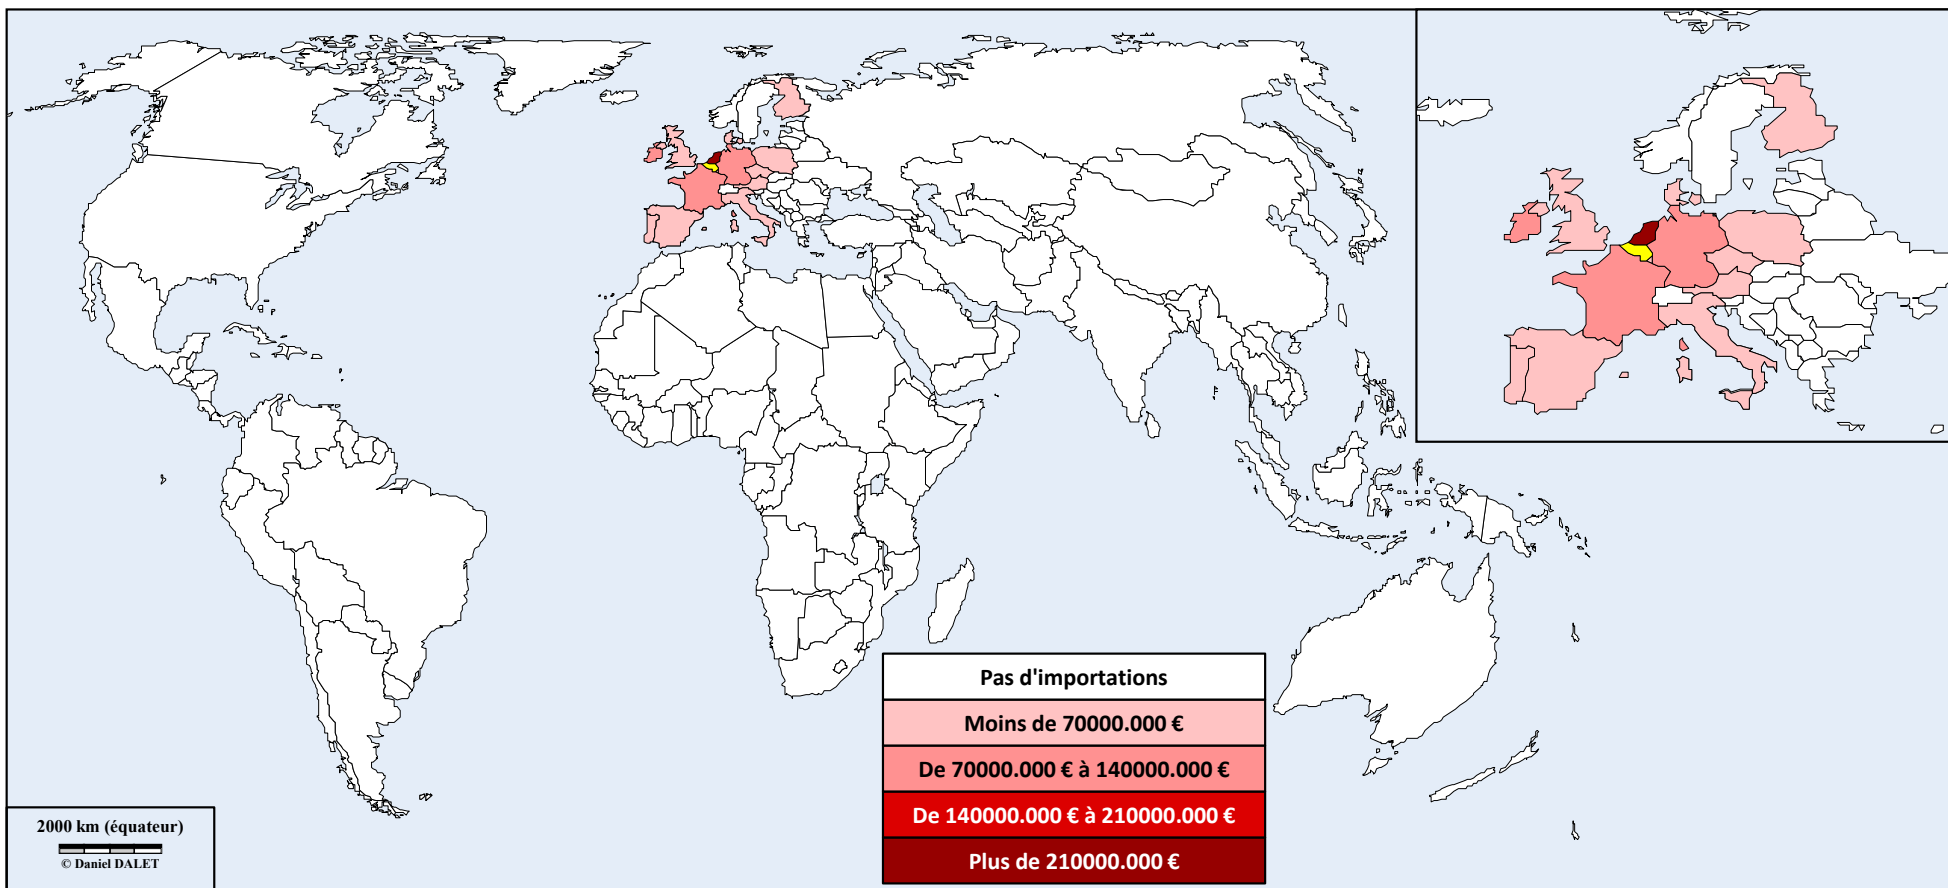 Pas d'importations
Moins de 70000.000 €
De 70000.000 € à 140000.000 €
De 140000.000 € à 210000.000 €
Plus de 210000.000 €
2000 km (équateur)
© Daniel DALET